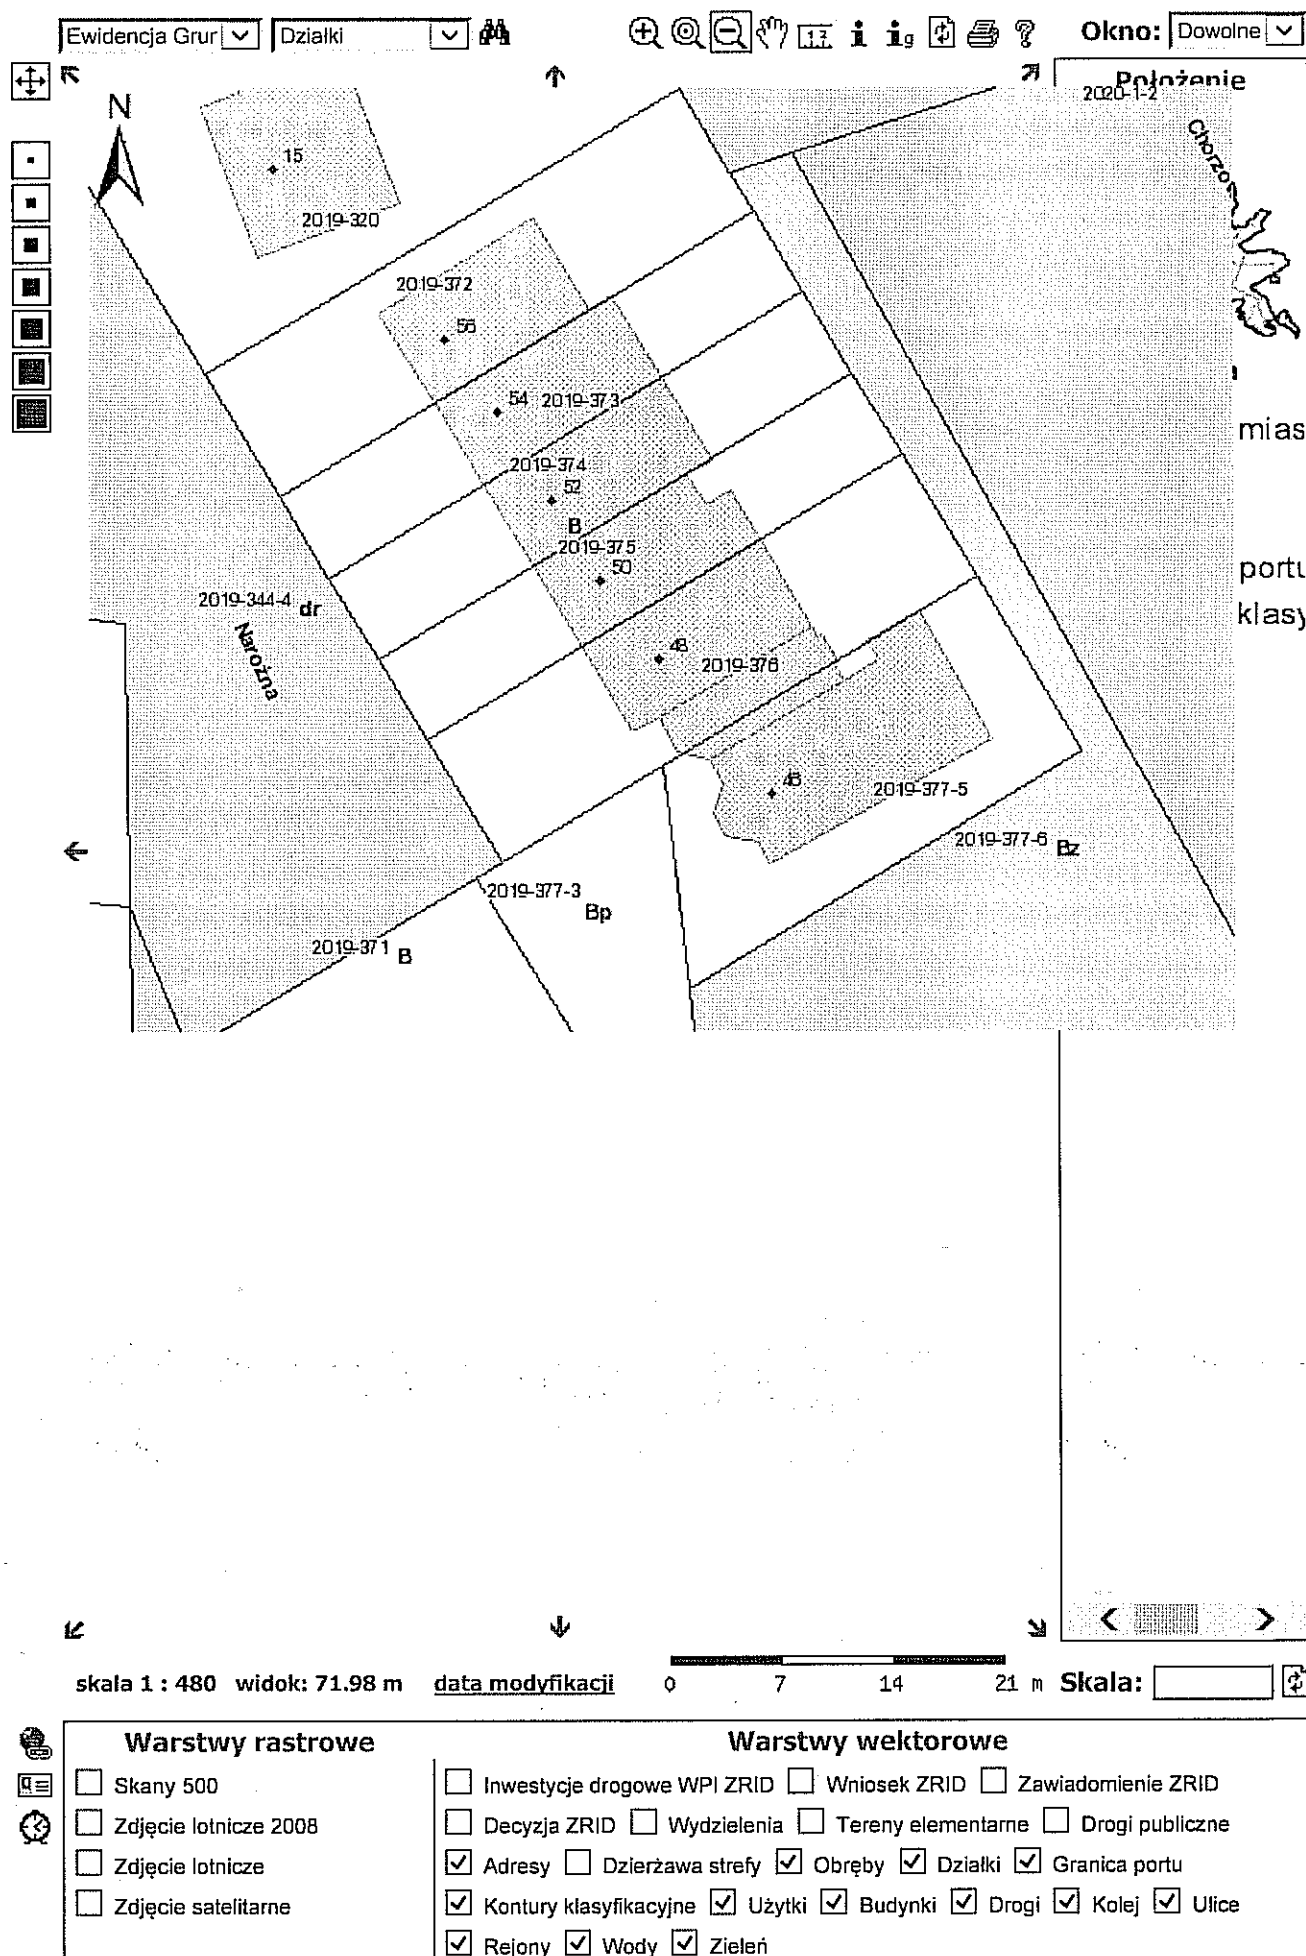 Ewidencja Grur Działki Okno: Dowolne
Położenie
2020-1-2
N
Chorzo
15
2019-320
2019-372
56
54 2019-373
2019-374
52
B
2019-375
50
2019-344-4 dr
Narożna
48
2019-376
46
2019-377-5
2019-377-6 Bz
2019-377-3
Bp
2019-371 B
mias
portu
klasy
skala 1 : 480 widok: 71.98 m data modyfikacji 0 7 14 21 m Skala:
Warstwy rastrowe Warstwy wektorowe
Skany 500 Inwestycje drogowe WPI ZRID Wniosek ZRID Zawiadomienie ZRID
Zdjęcie lotnicze 2008 Decyzja ZRID Wydzielenia Tereny elementarne Drogi publiczne
Zdjęcie lotnicze Adresy Dzierżawa strefy Obręby Działki Granica portu
Zdjęcie satelitarne Kontury klasyfikacyjne Użytki Budynki Drogi Kolej Ulice
Rejony Wody Zieleń